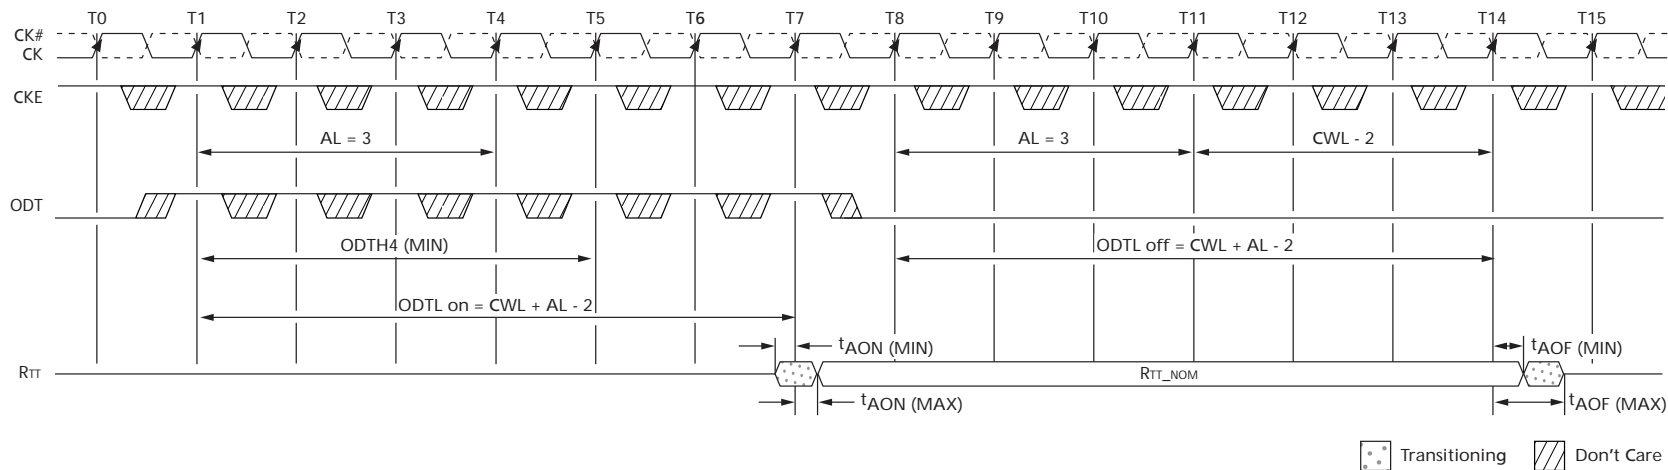 T0 T1 T2 T3 T4 T5 T6 T7 T8 T9 T10 T11 T12 T13 T14 T15
CK#
CK
CKE
AL = 3 AL = 3 CWL - 2
ODT
ODTH4 (MIN) ODTL off = CWL + AL - 2
ODTL on = CWL + AL - 2
tAON (MIN) tAOF (MIN)
RTT RTT_NOM
tAON (MAX) tAOF (MAX)
Transitioning Don't Care